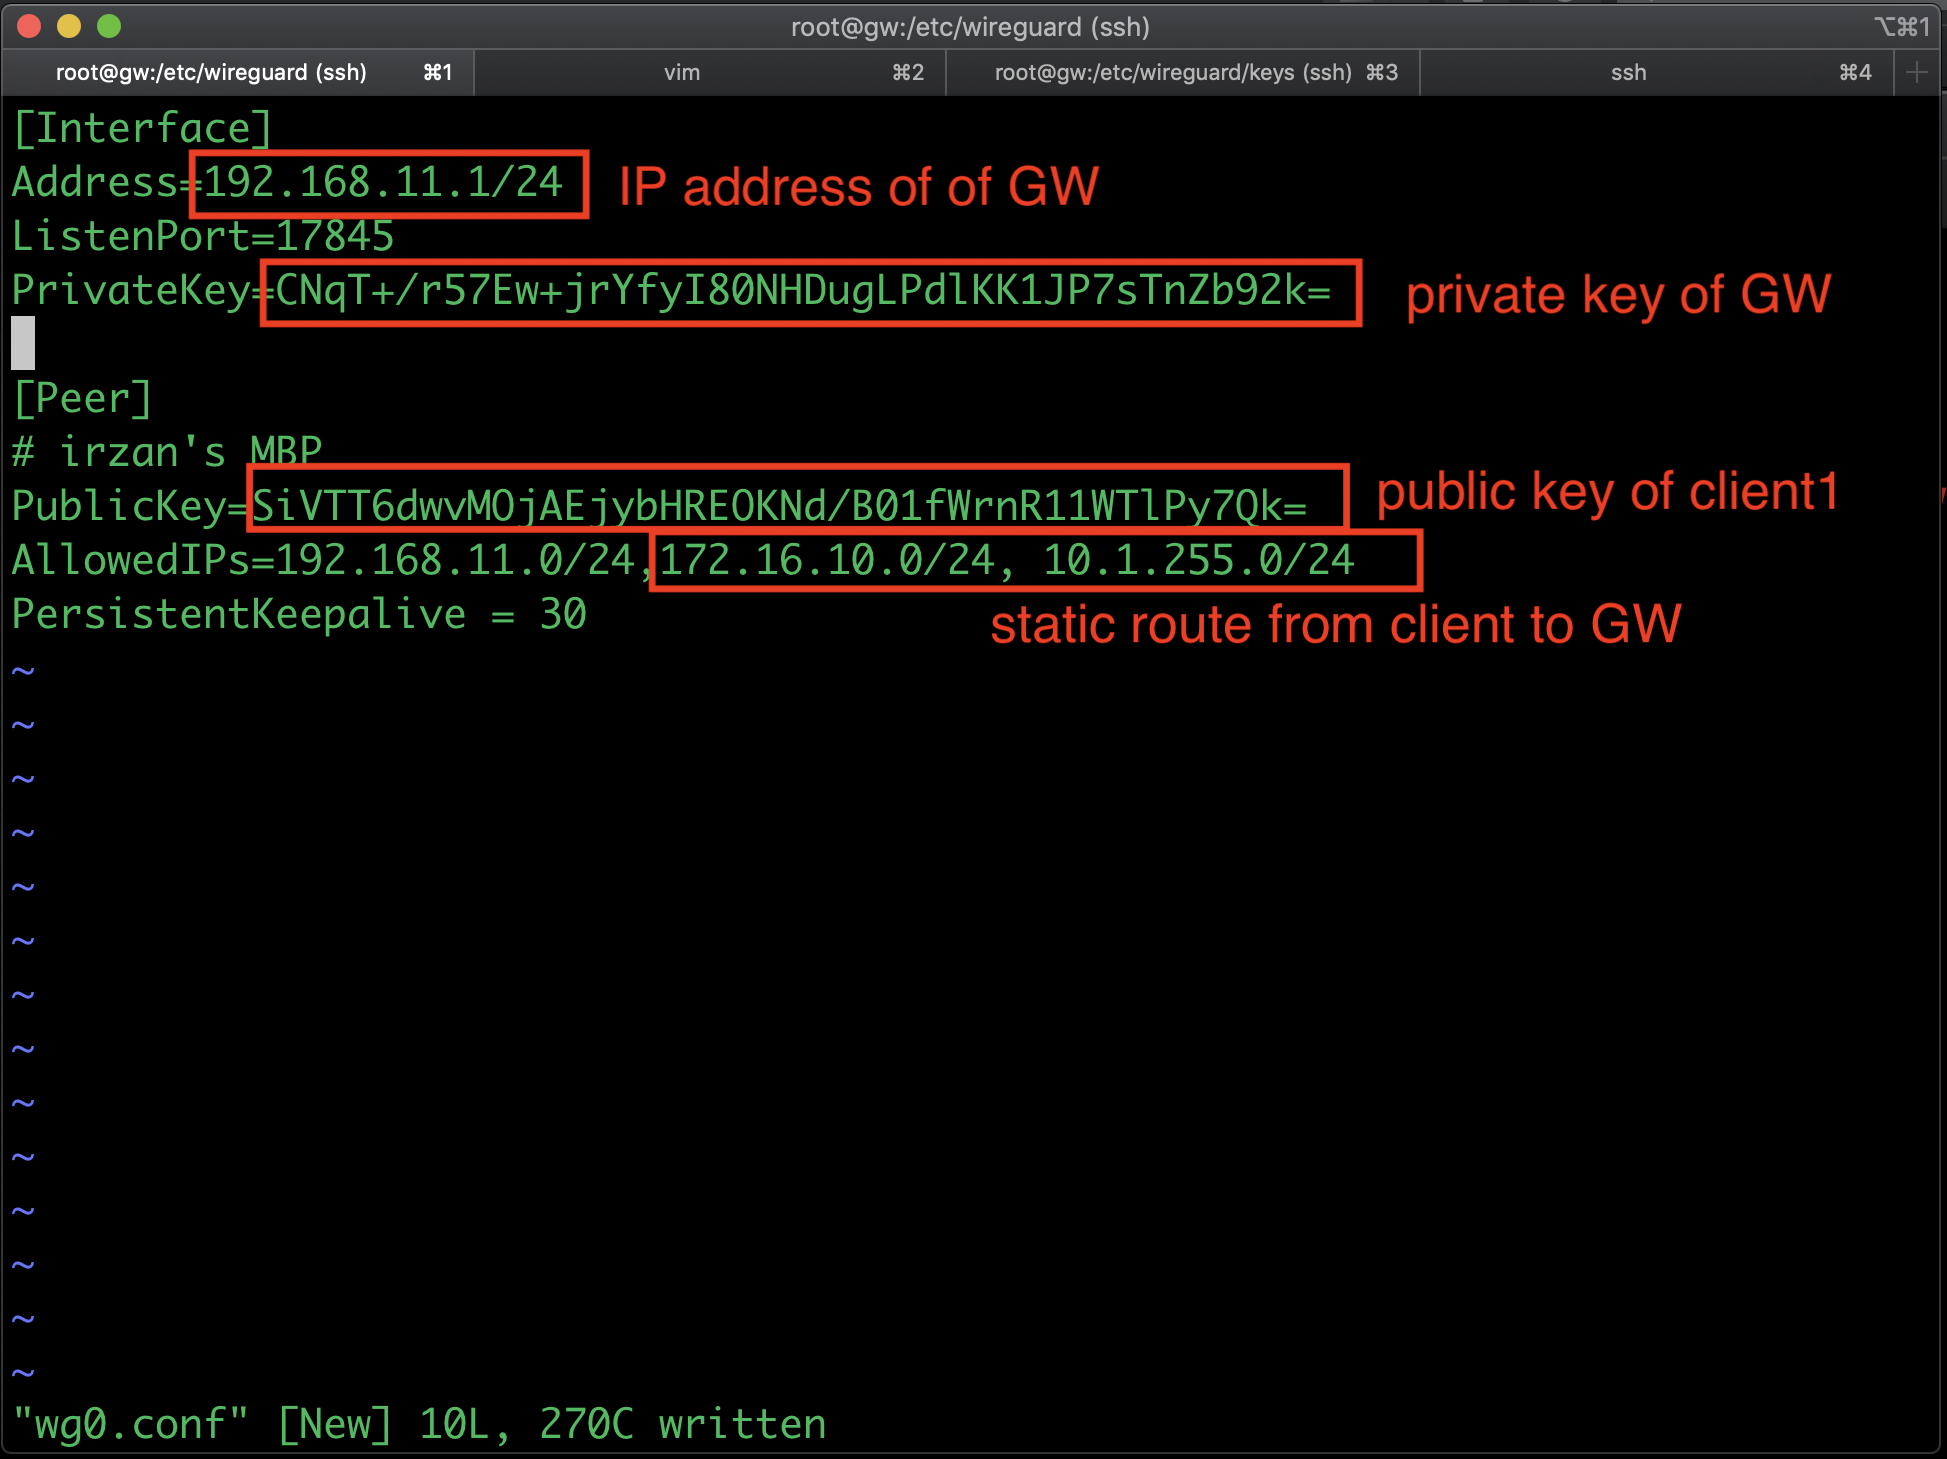 root@gw:/etc/wireguard (ssh) ⌥⌘1
root@gw:/etc/wireguard (ssh) ⌘1 vim ⌘2 root@gw:/etc/wireguard/keys (ssh) ⌘3 ssh ⌘4 +
[Interface]
Address=192.168.11.1/24 IP address of of GW
ListenPort=17845
PrivateKey=CNqT+/r57Ew+jrYfyI80NHDugLPdlKK1JP7sTnZb92k= private key of GW
[Peer]
# irzan's MBP
PublicKey=SiVTT6dwvMOjAEjybHREOKNd/B01fWrnR11WTlPy7Qk= public key of client1
AllowedIPs=192.168.11.0/24,172.16.10.0/24, 10.1.255.0/24
PersistentKeepalive = 30 static route from client to GW
~
~
~
~
~
~
~
~
~
~
~
~
~
~
"wg0.conf" [New] 10L, 270C written